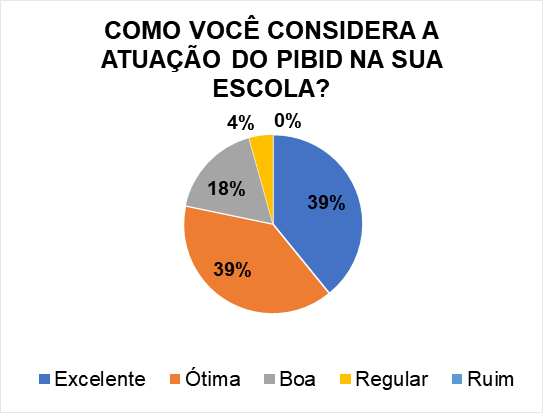 COMO VOCÊ CONSIDERA A
ATUAÇÃO DO PIBID NA SUA
ESCOLA?
4%
0%
18%
39%
39%
Excelente
Ótima
Boa
Regular
Ruim